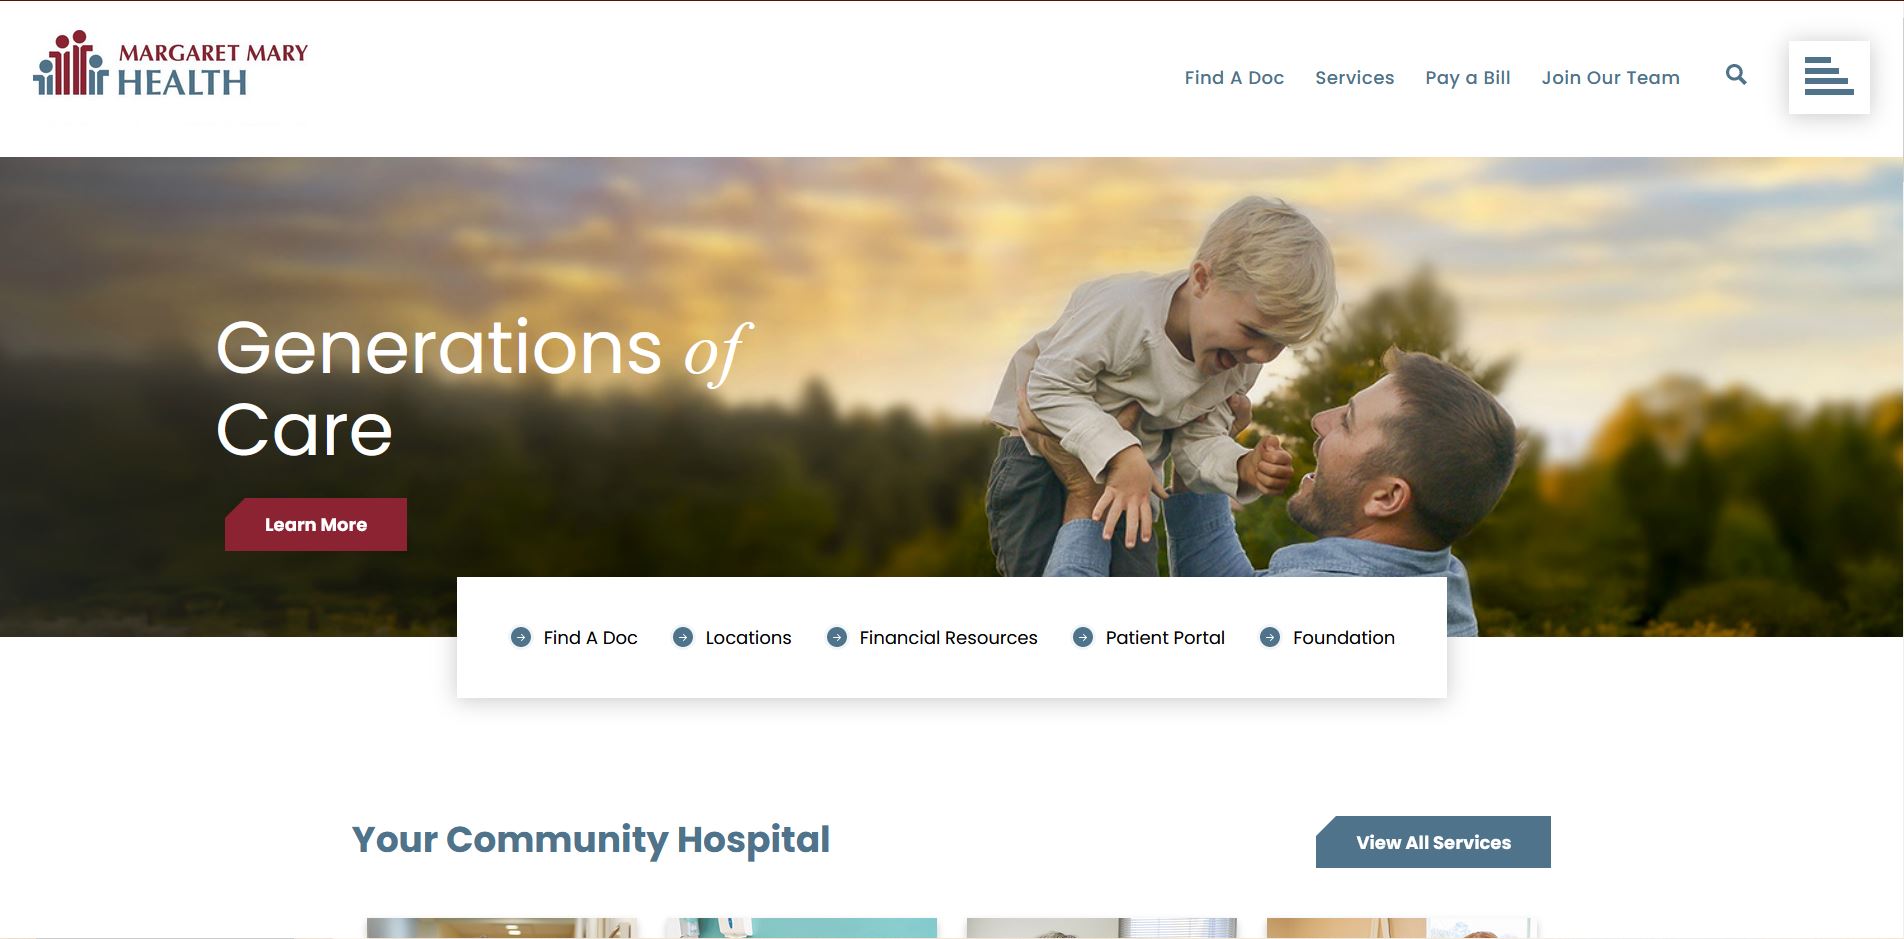 MARGARET MARY
HEALTH
Find A Doc
Services
Pay a Bill
Join Our Team
Generations of
Care
Learn More
Find A Doc
Locations
Financial Resources
Patient Portal
Foundation
Your Community Hospital
View All Services